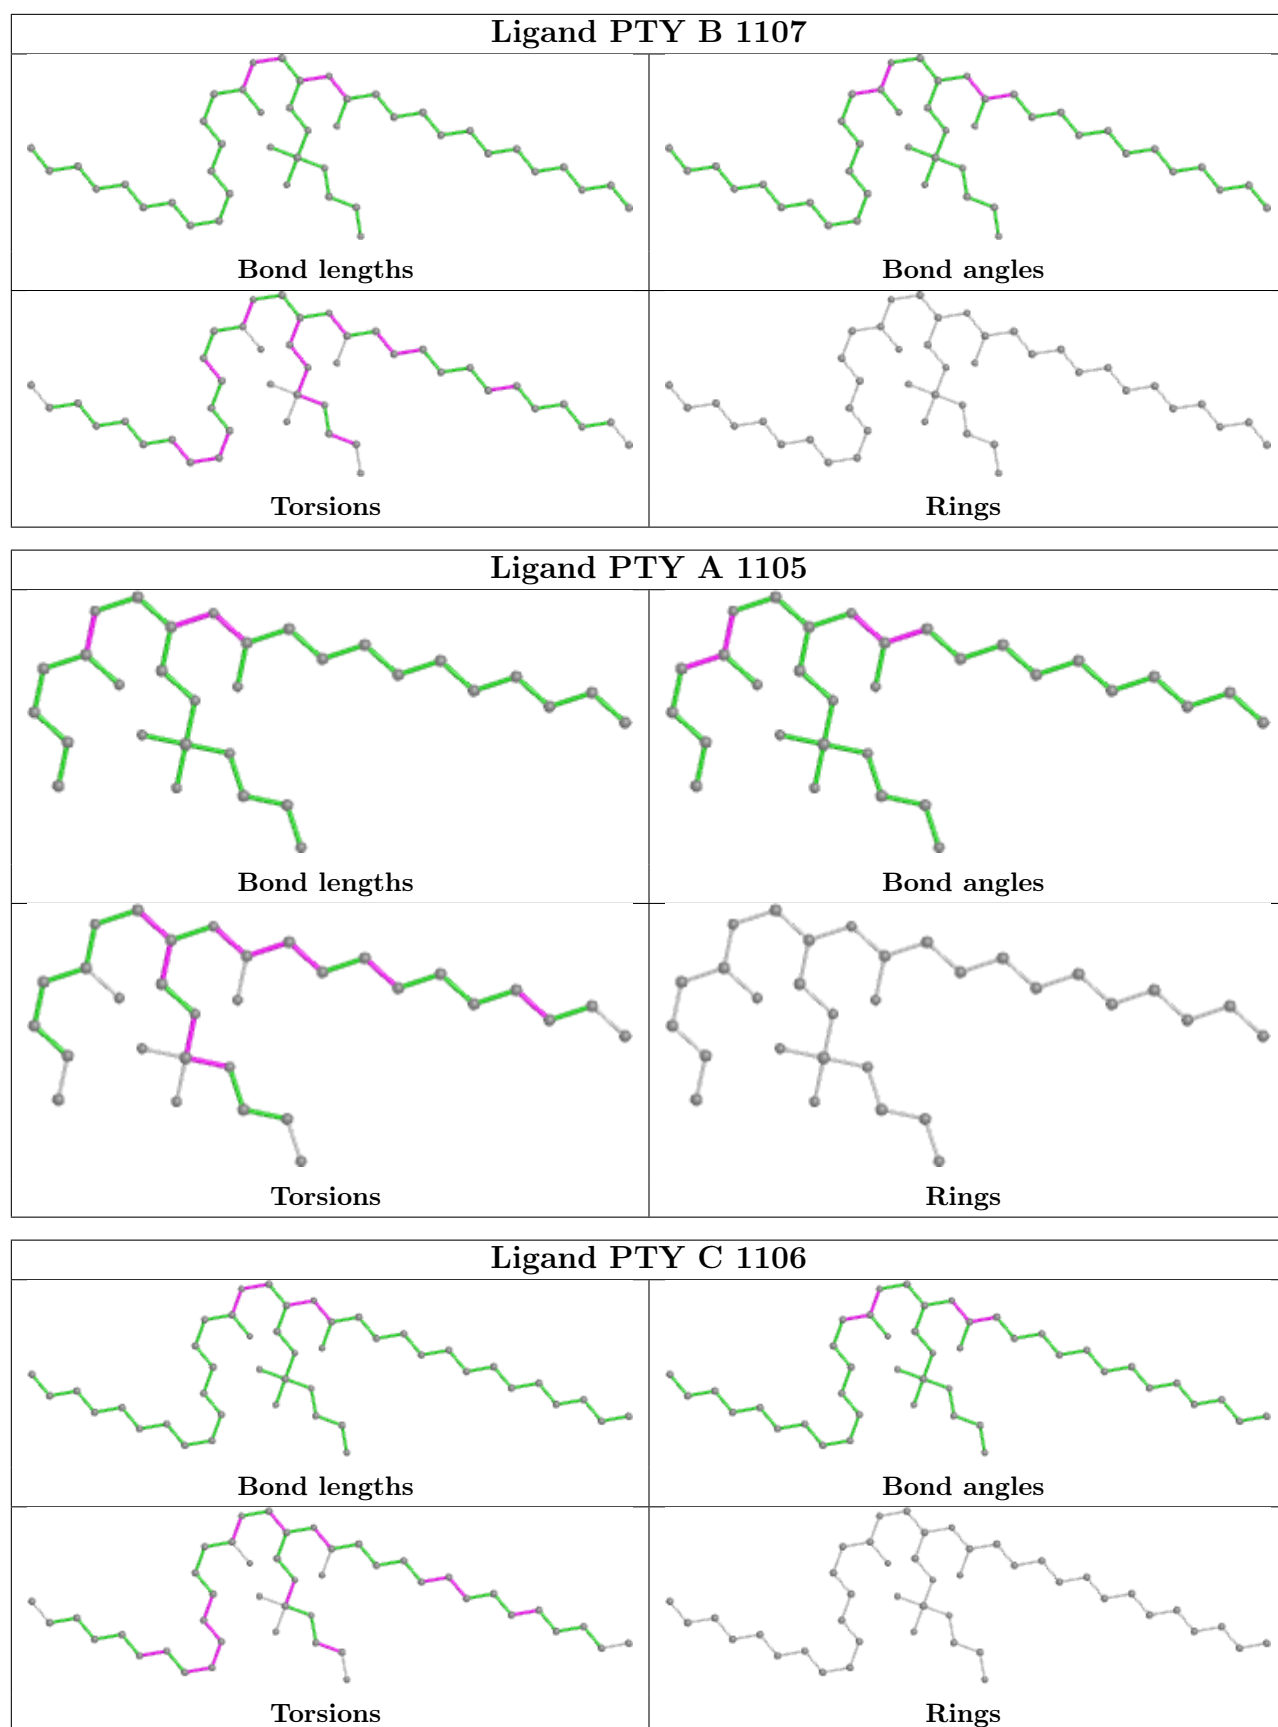 Ligand PTY B 1107
Bond lengths
Bond angles
Torsions
Rings
Ligand PTY A 1105
Bond lengths
Bond angles
Torsions
Rings
Ligand PTY C 1106
Bond lengths
Bond angles
Torsions
Rings